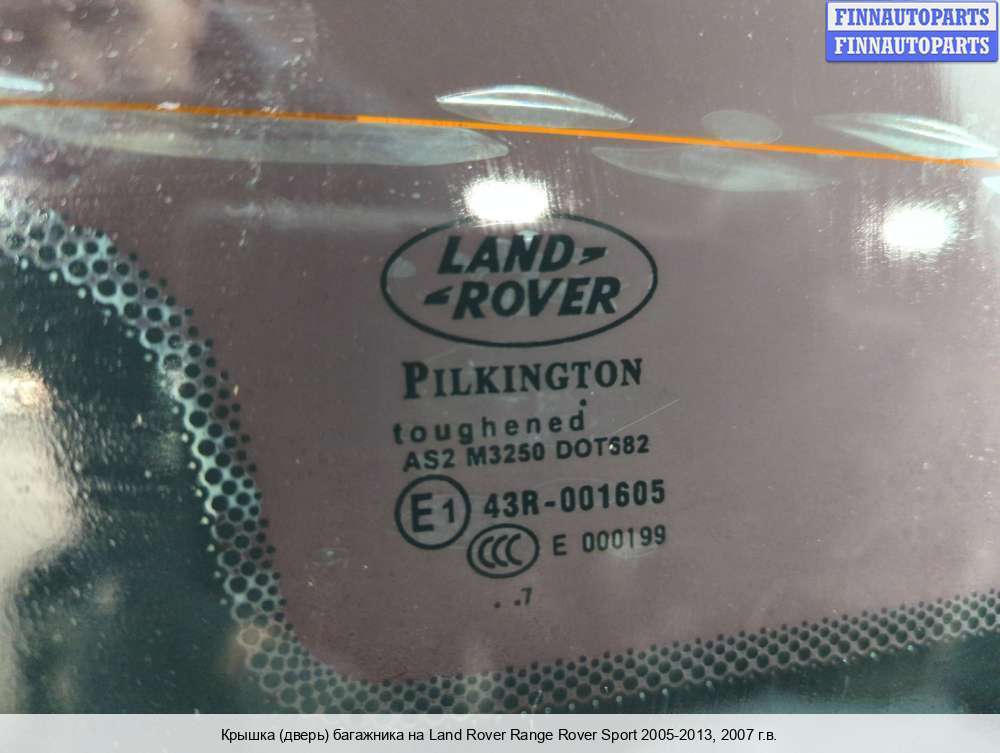 FINNAUTOPARTS
FINNAUTOPARTS
LAND
ROVER
PILKINGTON
toughened
AS2 M3250 DOT682
E1 43R-001605
CCC E 000199
. ..7
Крышка (дверь) багажника на Land Rover Range Rover Sport 2005-2013, 2007 г.в.